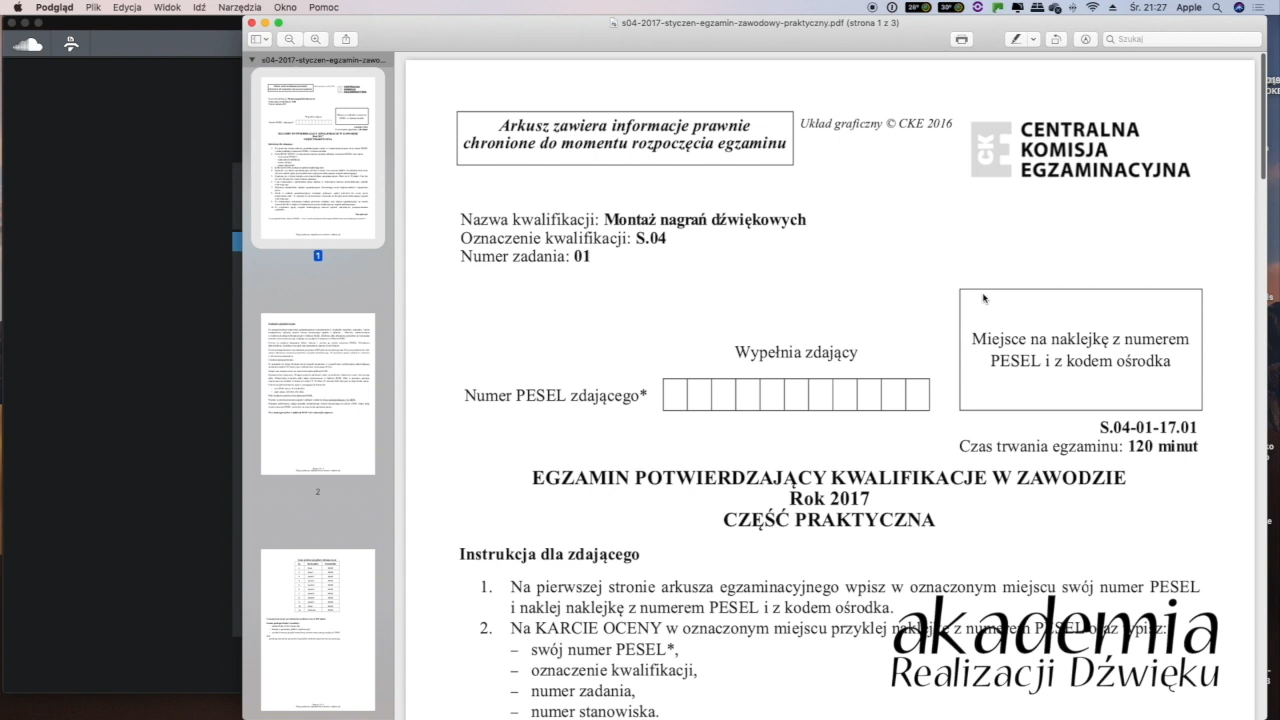 Podgląd Plik Edycja Widok Idź Narzędzia Okno Pomoc
Śr. 21:27 Apple
s04-2017-styczen-egzamin-zawodowy-praktyczny.pdf (strona 1 z 3)
Szukaj
s04-2017-styczen-egzamin-zawo...
1
2
Arkusz zawiera informacje prawnie
chronione do momentu rozpoczęcia egzaminu
Układ graficzny © CKE 2016
CENTRALNA
KOMISJA
EGZAMINACYJNA
Nazwa kwalifikacji: Montaż nagrań dźwiekowych
Oznaczenie kwalifikacji: S.04
Numer zadania: 01
Wypełnia zdający
Miejsce na naklejkę z numerem
PESEL i z kodem ośrodka
Numer PESEL zdającego*
S.04-01-17.01
Czas trwania egzaminu: 120 minut
EGZAMIN POTWIERDZAJĄCY KWALIFIKACJE W ZAWODZIE
Rok 2017
CZĘŚĆ PRAKTYCZNA
Instrukcja dla zdającego
Na pierwszej stronie arkusza egzaminacyjnego wpisz w oznaczonym miejscu swój numer PESEL
i naklej naklejkę z numerem PESEL i z kodem ośrodka.
Na KARCIE OCENY w oznaczonym miejscu przyklej
– swój numer PESEL*,
– oznaczenie kwalifikacji,
– numer zadania,
– numer stanowiska.
akademia
Realizacji Dźwięku